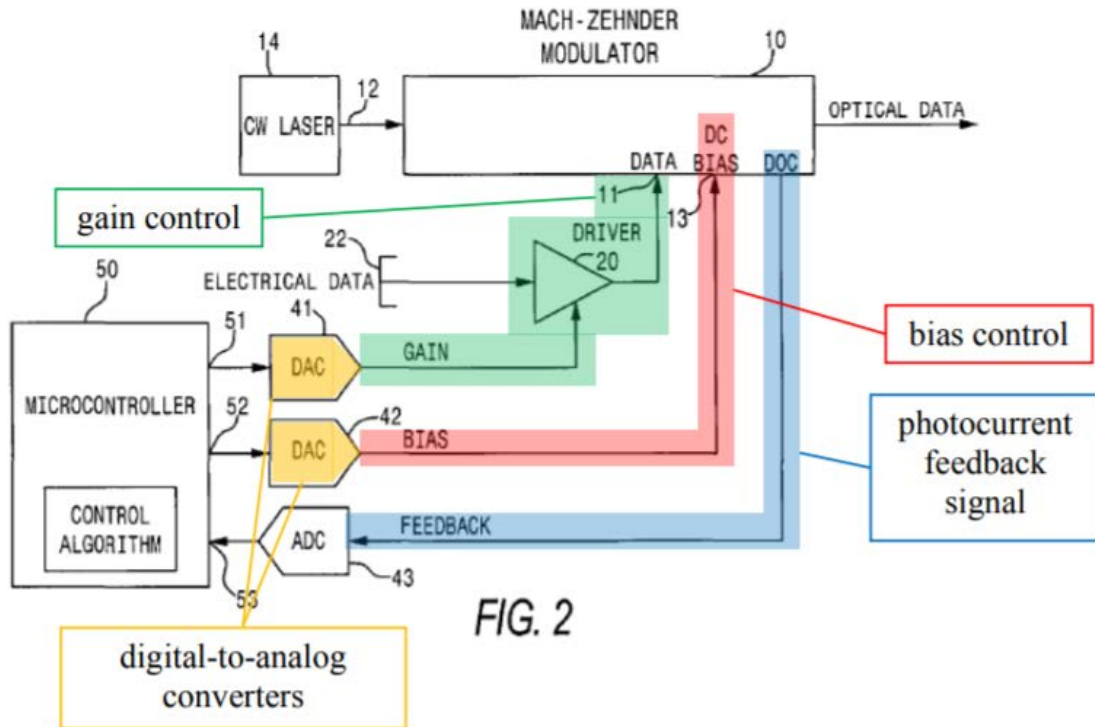 MACH-ZEHNDER
MODULATOR
14
10
12
CW LASER
OPTICAL DATA
DC
DATA BIAS DOC
gain control
11
13
DRIVER
22
20
ELECTRICAL DATA
50
41
bias control
51
DAC
GAIN
MICROCONTROLLER
52
42
DAC
BIAS
photocurrent
feedback
signal
CONTROL
ALGORITHM
ADC
FEEDBACK
43
53
FIG. 2
digital-to-analog
converters